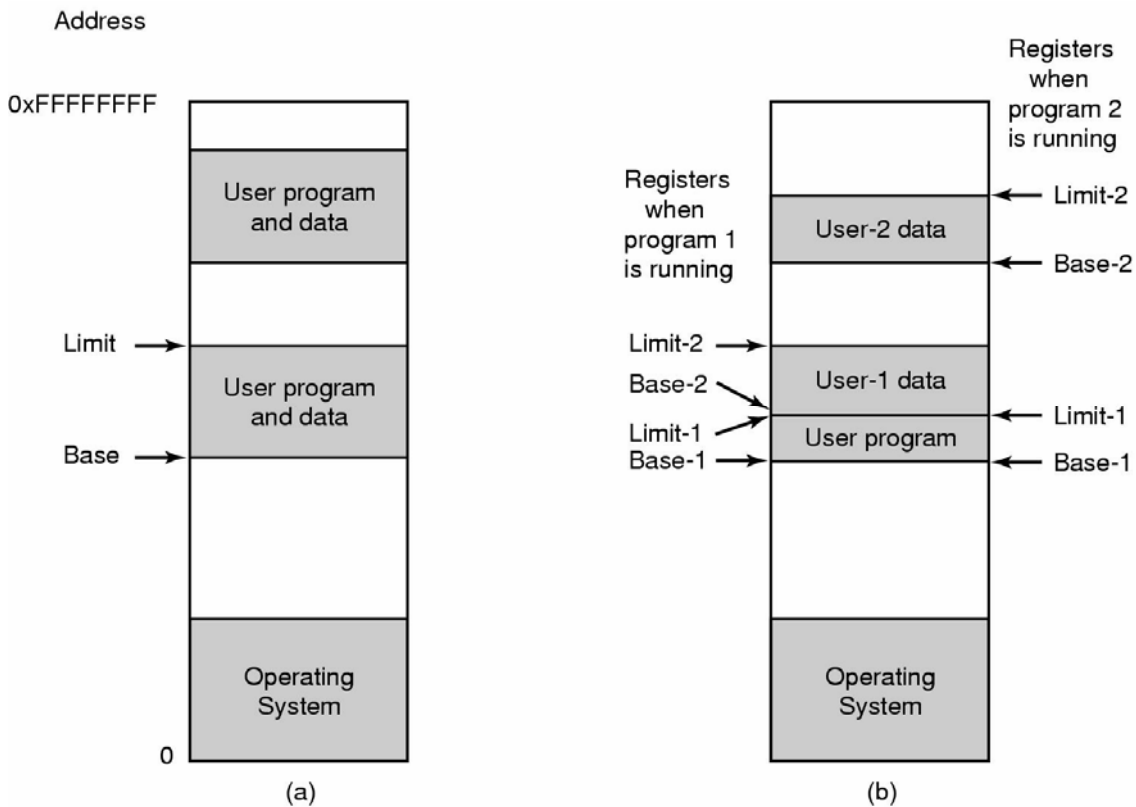 Address
0xFFFFFFFF
User program
and data
Limit
User program
and data
Base
Operating
System
0
(a)
Registers
when
program 1
is running
Limit-2
Base-2
Limit-1
Base-1
Registers
when
program 2
is running
User-2 data
Limit-2
Base-2
User-1 data
User program
Limit-1
Base-1
Operating
System
(b)